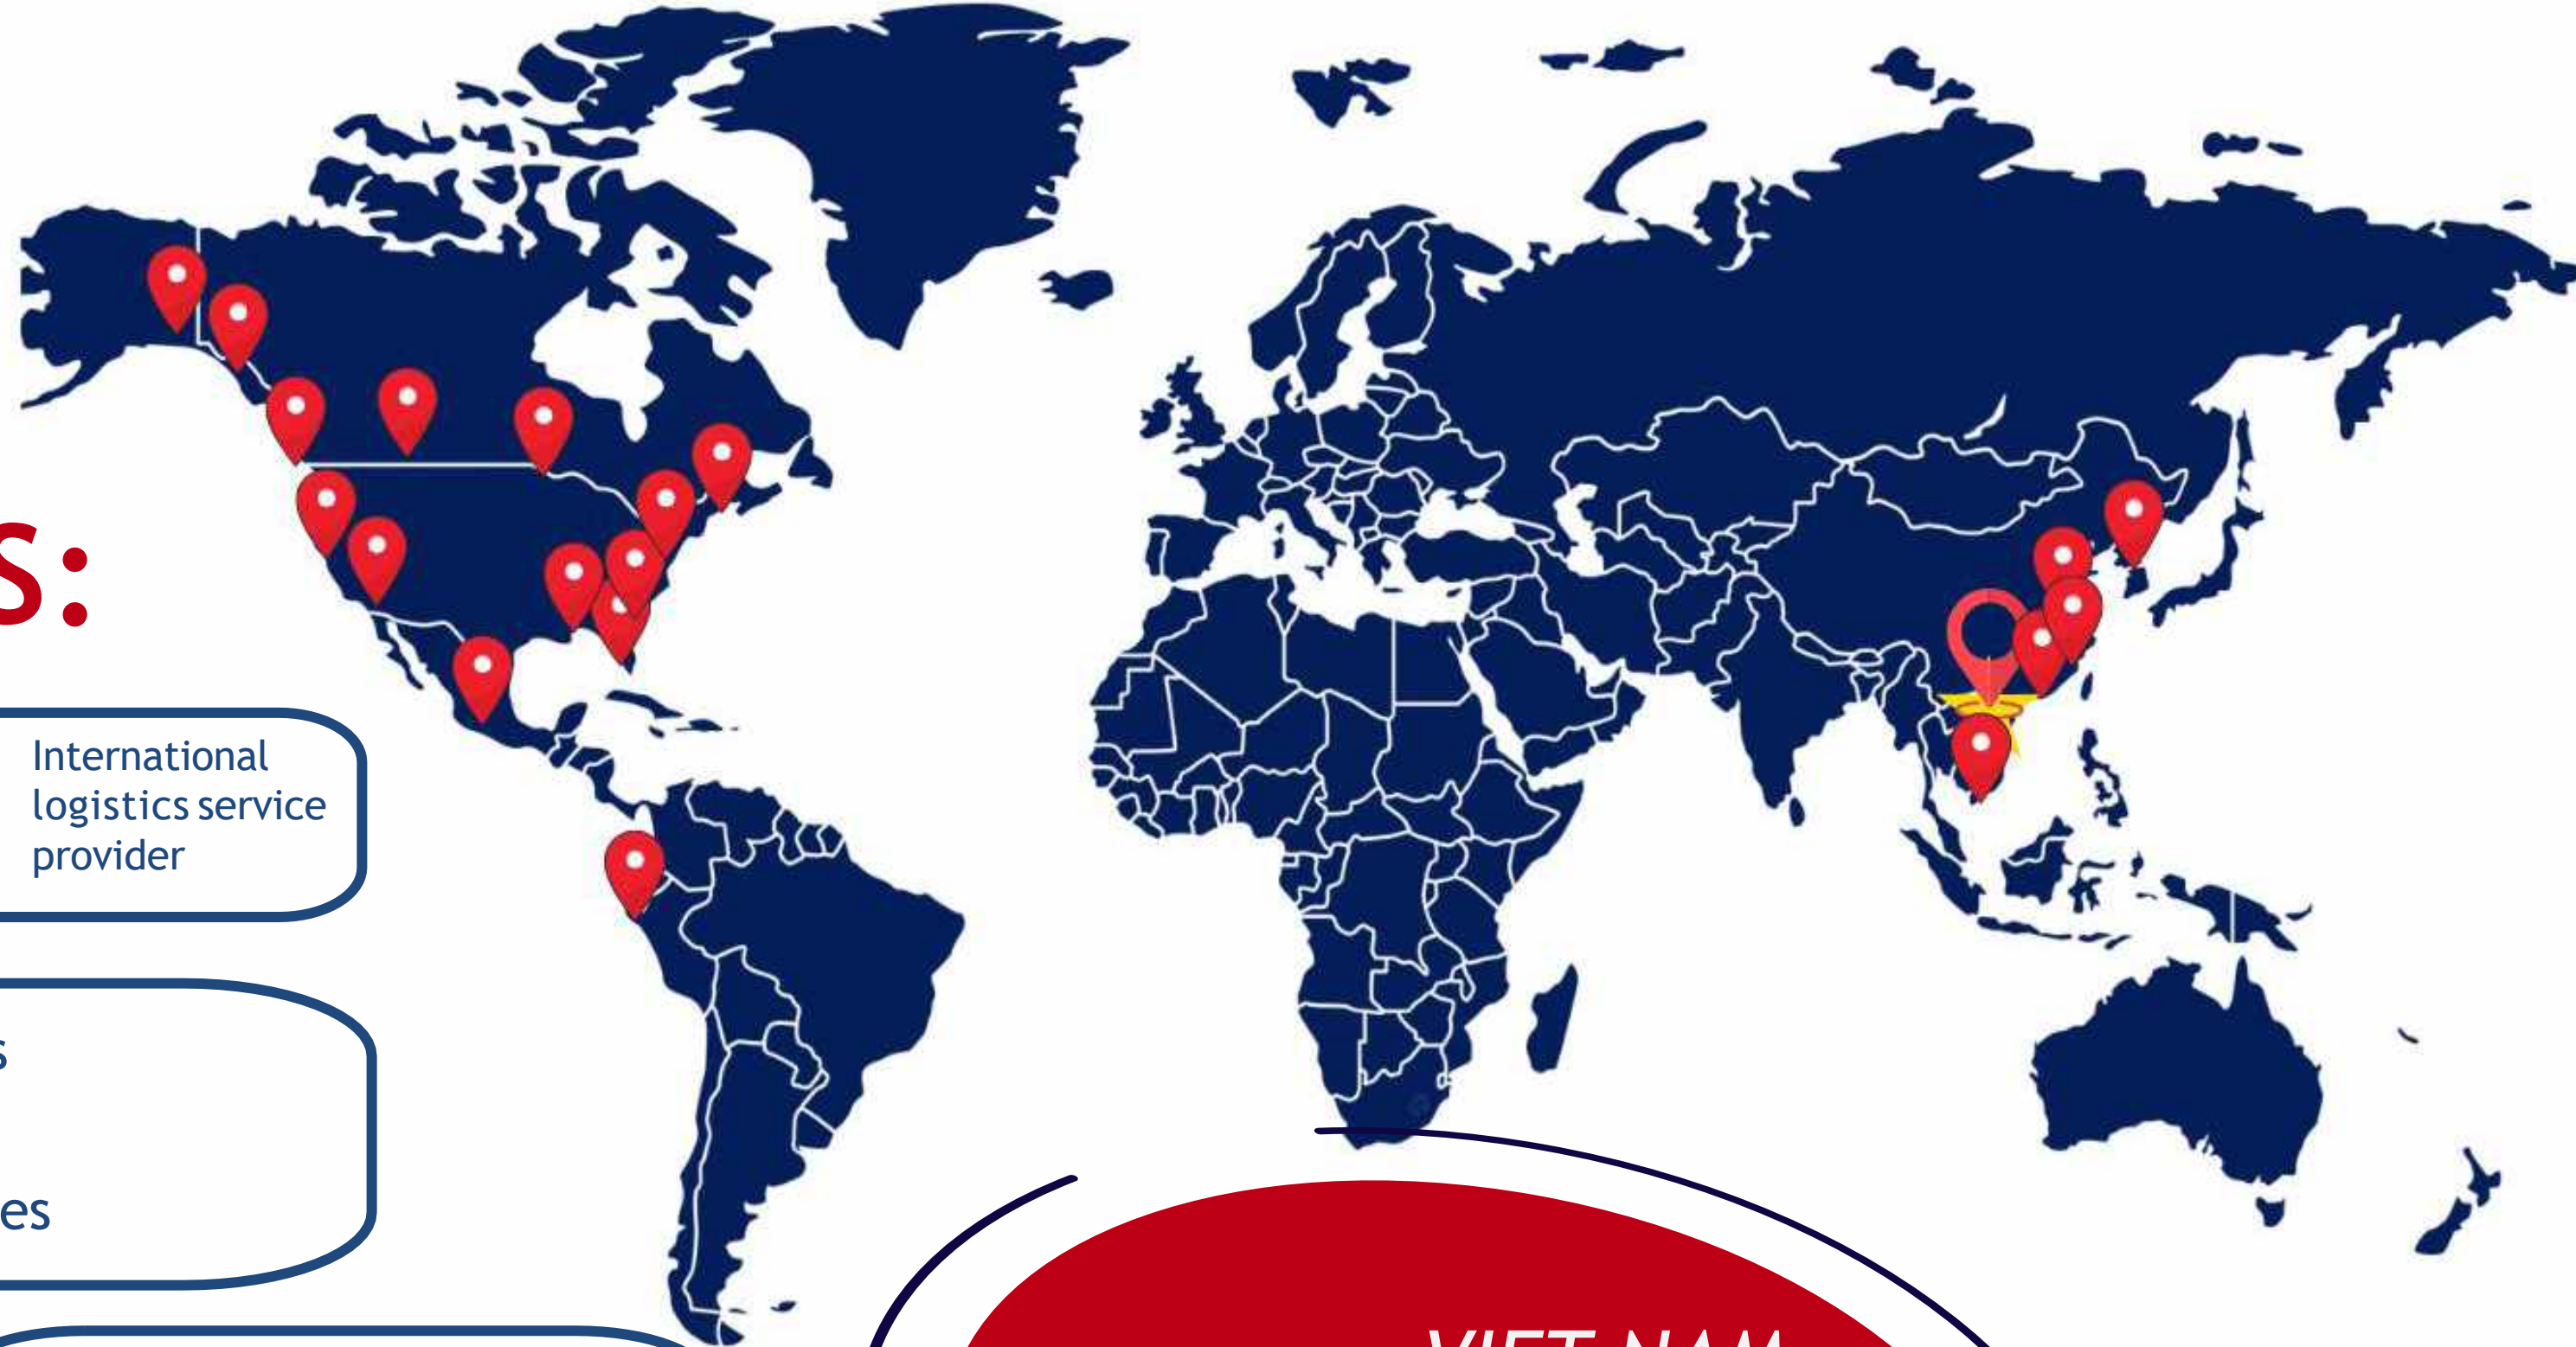 S:
International
logistics service
provider
s
es
VIET NAM